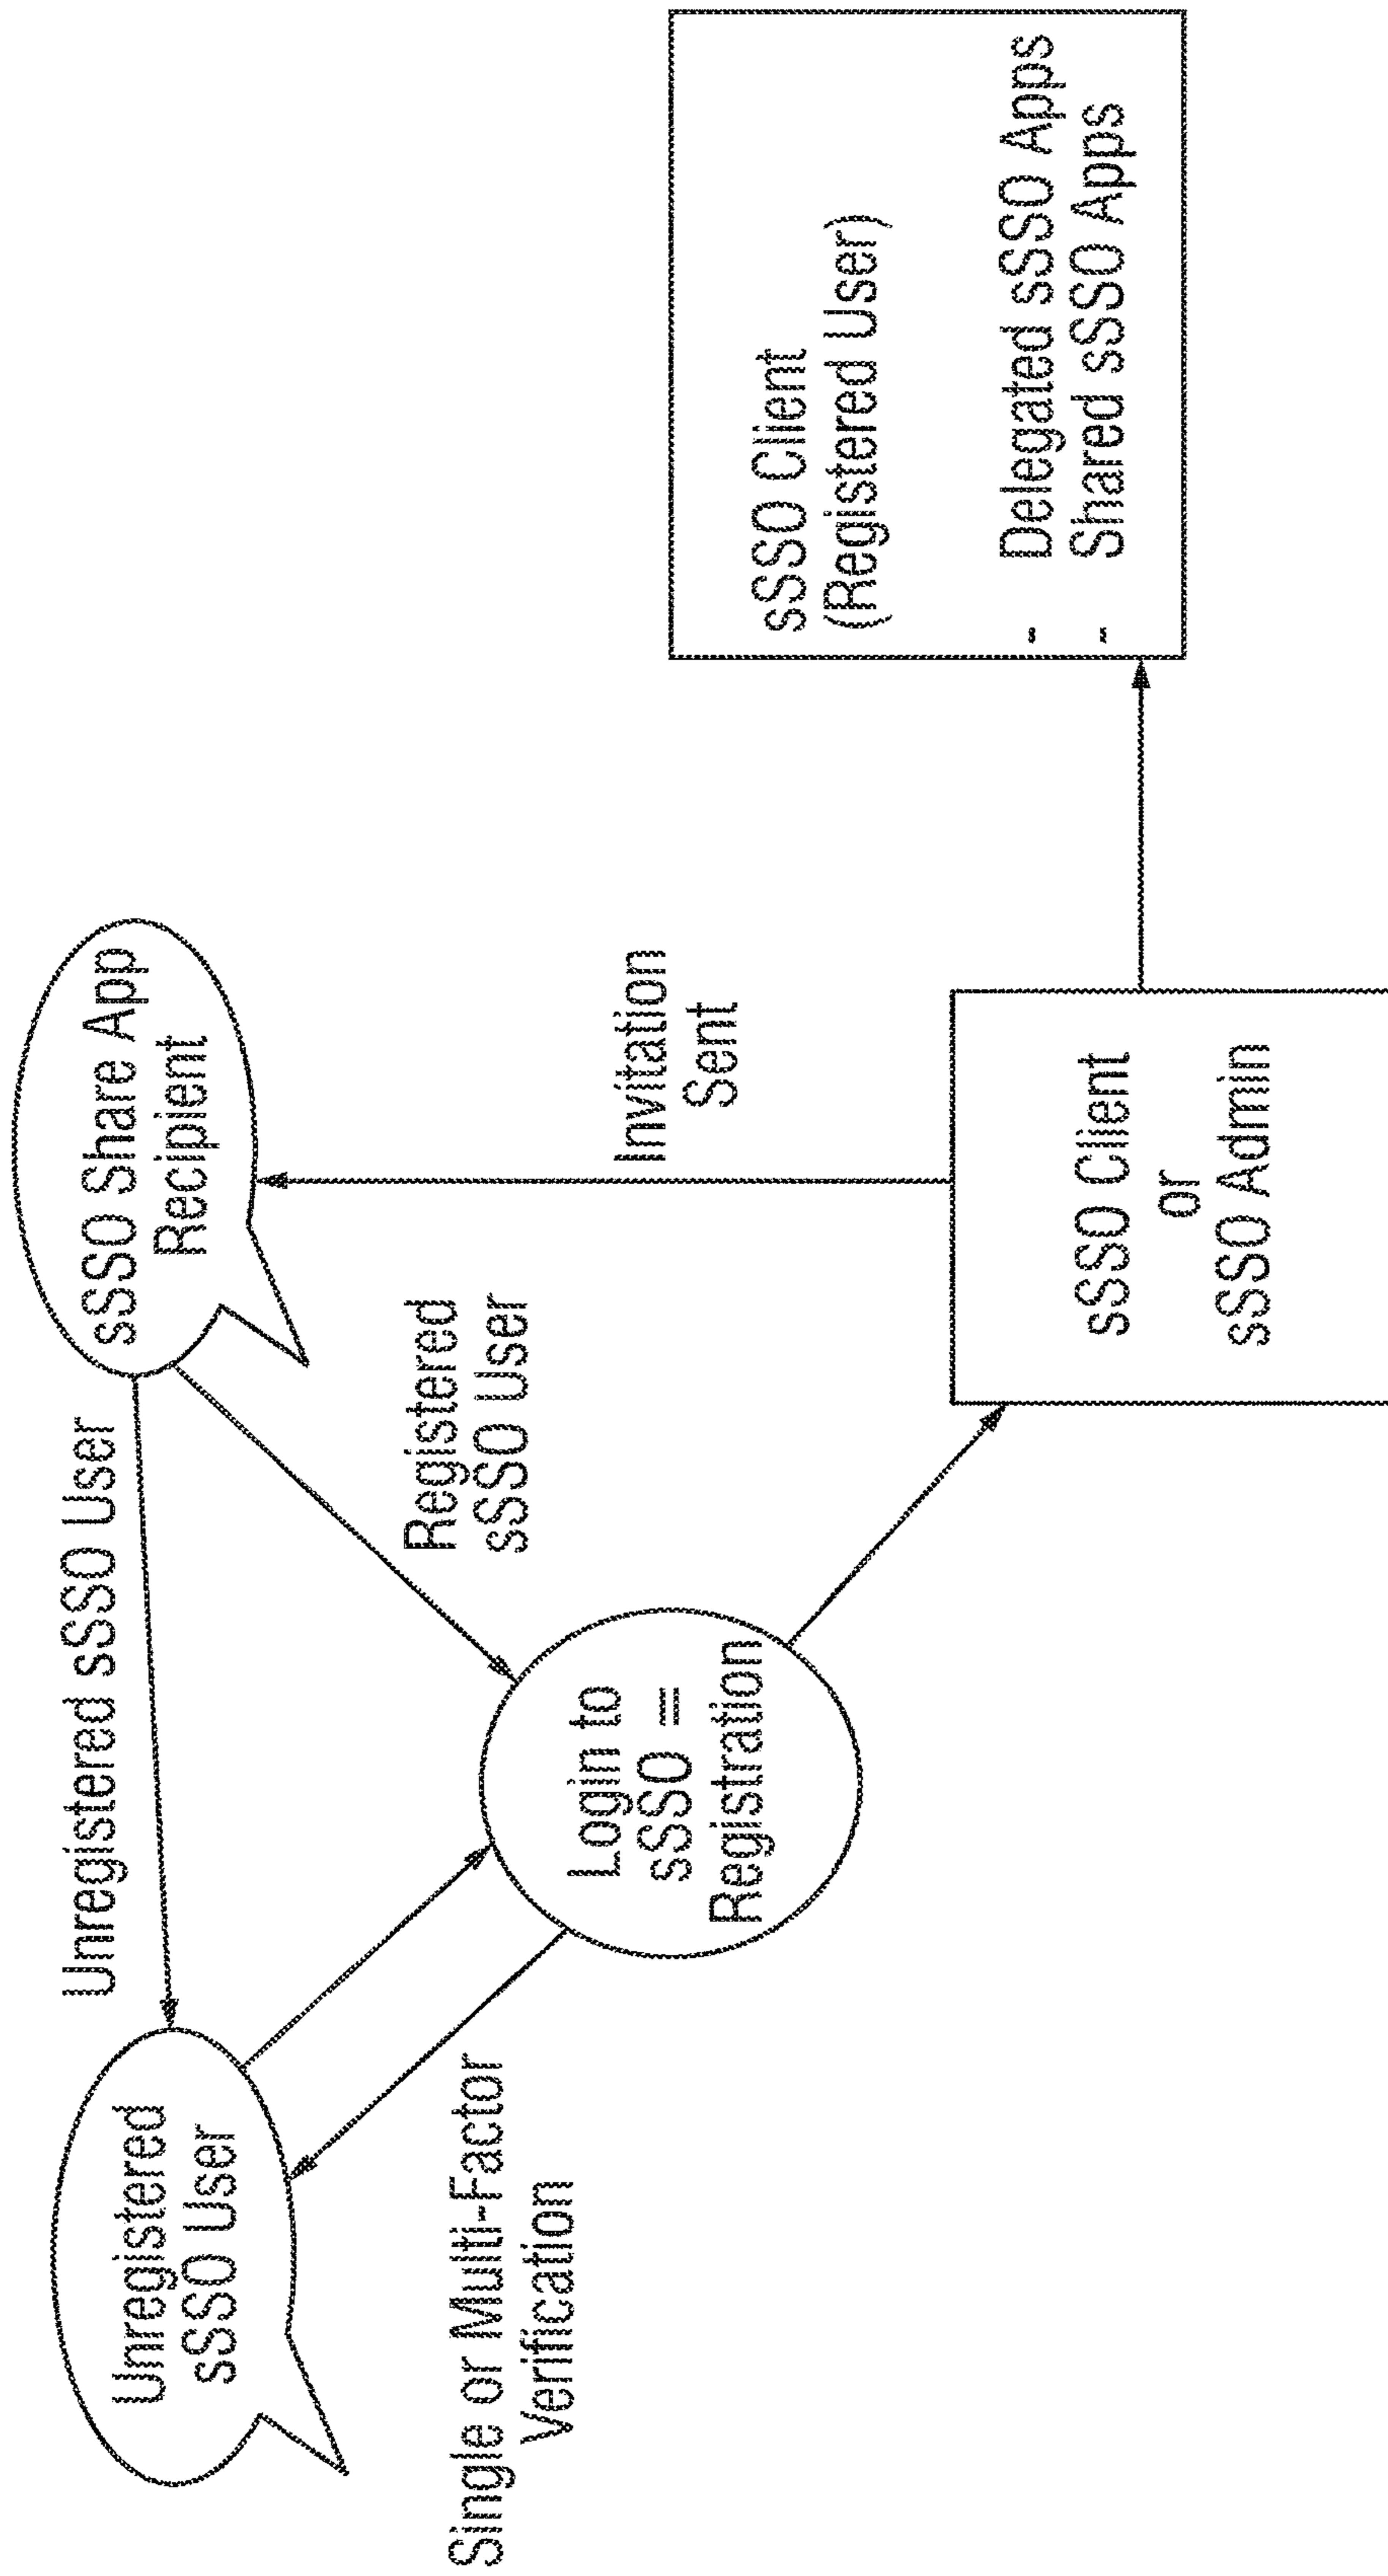 Unregistered
sSSO User
Unregistered sSSO User
sSSO Share App
Recipient
Single or Multi-Factor
Verification
Login to
sSSO =
Registration
Registered
sSSO User
Invitation
Sent
sSSO Client
or
sSSO Admin
sSSO Client
(Registered User)
- Delegated sSSO Apps
- Shared sSSO Apps